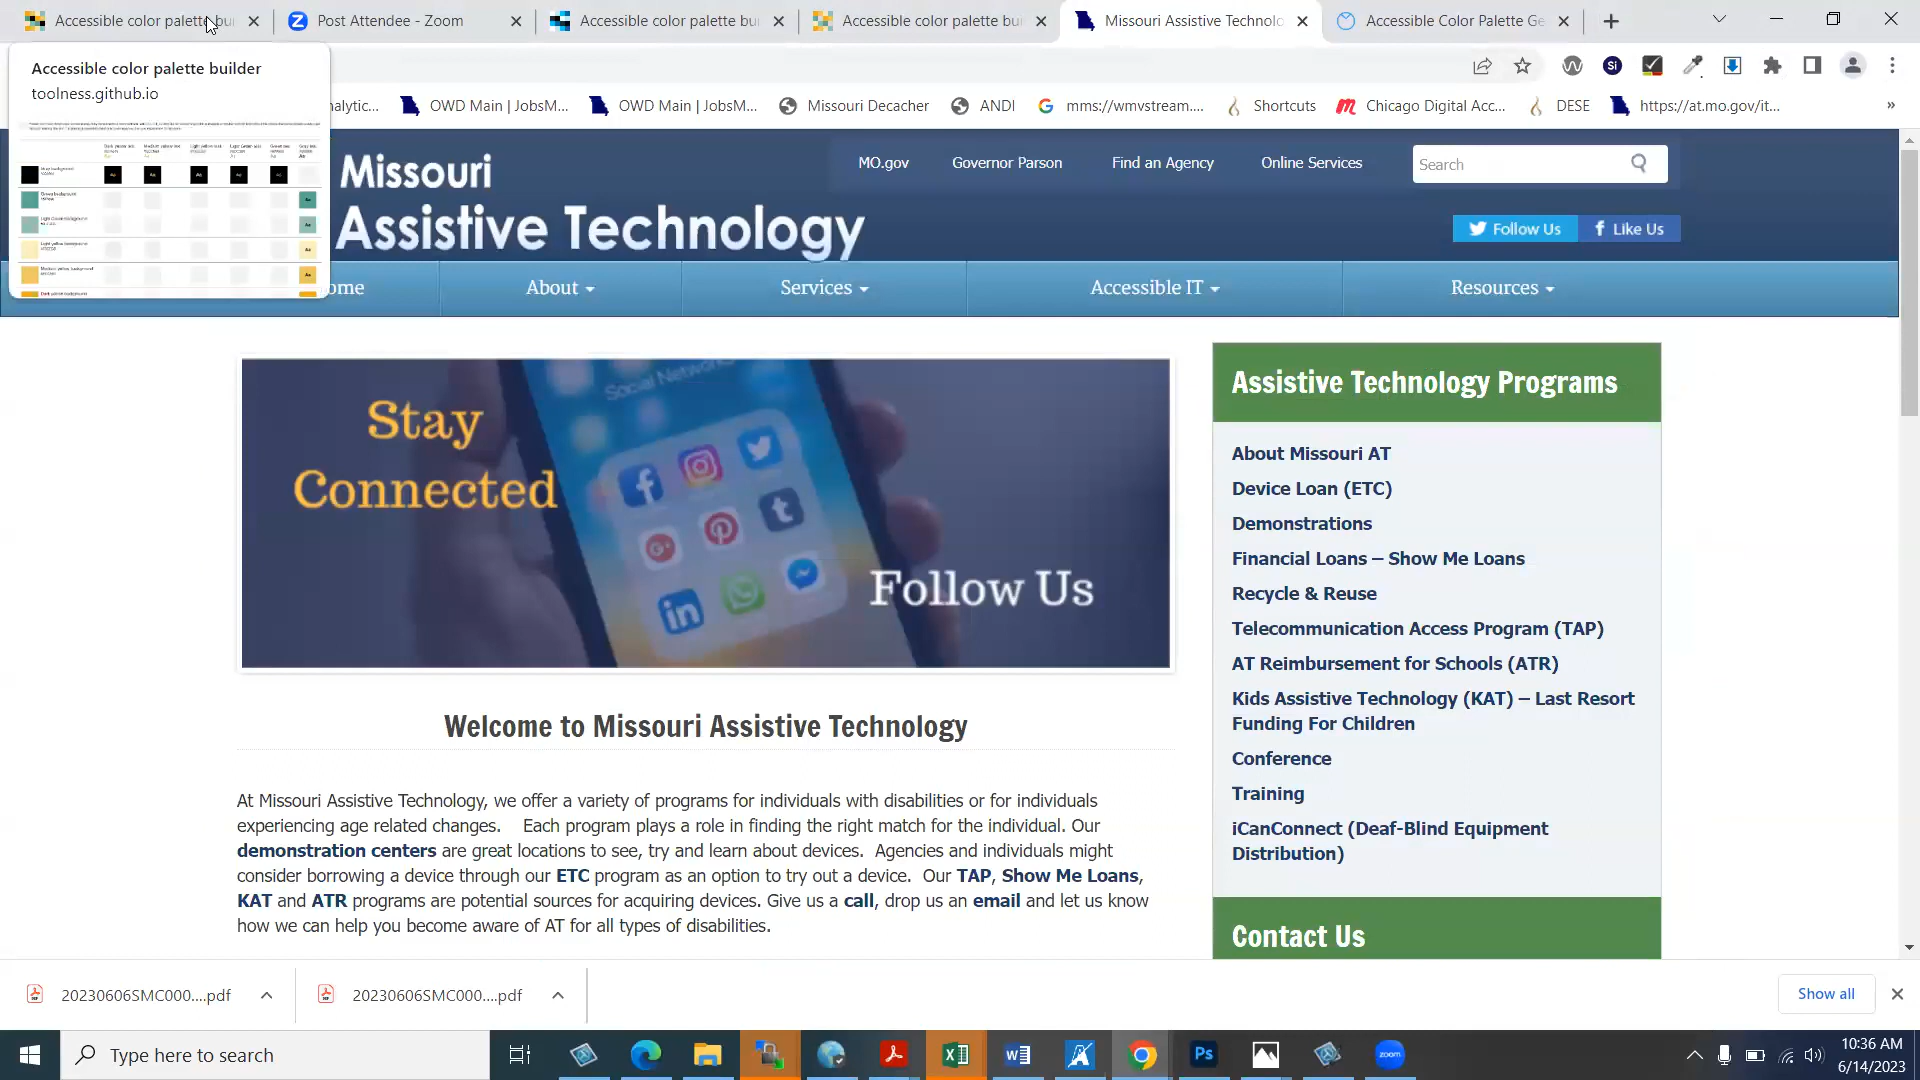 Accessible color palette bui
Post Attendee - Zoom
Accessible color palette bui
Accessible color palette bui
Missouri Assistive Technolo
Accessible Color Palette Ge
Accessible color palette builder
toolness.github.io
nalytic...
OWD Main | JobsM...
OWD Main | JobsM...
Missouri Decacher
ANDI
mms://wmvstream....
Shortcuts
Chicago Digital Acc...
DESE
https://at.mo.gov/it...
Missouri
Assistive Technology
MO.gov
Governor Parson
Find an Agency
Online Services
Search
Follow Us
Like Us
ome
About
Services
Accessible IT
Resources
Social Network
Stay
Connected
Follow Us
Assistive Technology Programs
About Missouri AT
Device Loan (ETC)
Demonstrations
Financial Loans – Show Me Loans
Recycle & Reuse
Telecommunication Access Program (TAP)
AT Reimbursement for Schools (ATR)
Kids Assistive Technology (KAT) – Last Resort
Funding For Children
Conference
Training
iCanConnect (Deaf-Blind Equipment
Distribution)
Contact Us
Welcome to Missouri Assistive Technology
At Missouri Assistive Technology, we offer a variety of programs for individuals with disabilities or for individuals
experiencing age related changes. Each program plays a role in finding the right match for the individual. Our
demonstration centers are great locations to see, try and learn about devices. Agencies and individuals might
consider borrowing a device through our ETC program as an option to try out a device. Our TAP, Show Me Loans,
KAT and ATR programs are potential sources for acquiring devices. Give us a call, drop us an email and let us know
how we can help you become aware of AT for all types of disabilities.
20230606SMC000....pdf
20230606SMC000....pdf
Show all
Type here to search
zoom
10:36 AM
6/14/2023